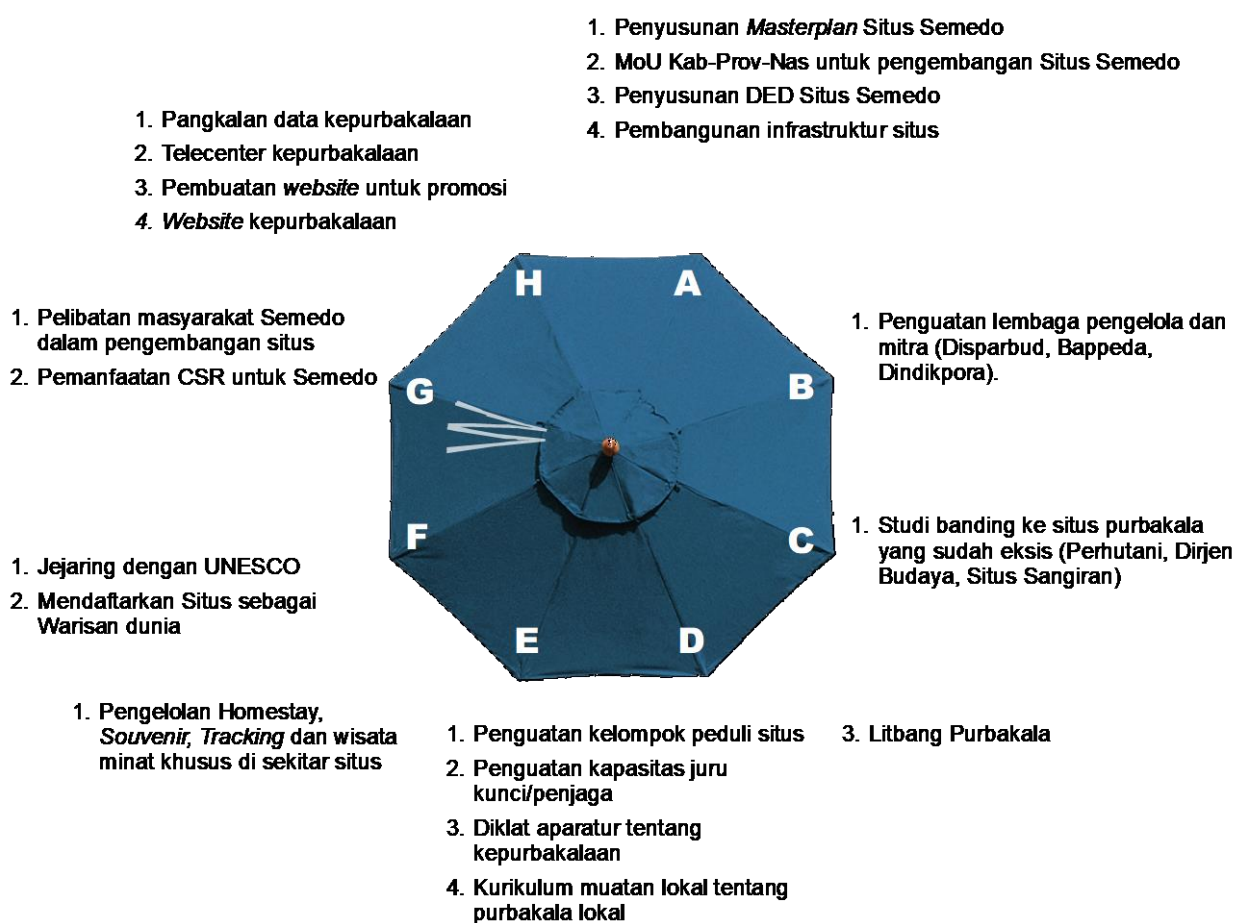 1. Penyusunan Masterplan Situs Semedo
2. MoU Kab-Prov-Nas untuk pengembangan Situs Semedo
3. Penyusunan DED Situs Semedo
4. Pembangunan infrastruktur situs
1. Pangkalan data kepurbakalaan
2. Telecenter kepurbakalaan
3. Pembuatan website untuk promosi
4. Website kepurbakalaan
H
A
1. Pelibatan masyarakat Semedo
dalam pengembangan situs
2. Pemanfaatan CSR untuk Semedo
G
B
1. Penguatan lembaga pengelola dan
mitra (Disparbud, Bappeda,
Dindikpora).
F
C
1. Studi banding ke situs purbakala
yang sudah eksis (Perhutani, Dirjen
Budaya, Situs Sangiran)
1. Jejaring dengan UNESCO
2. Mendaftarkan Situs sebagai
Warisan dunia
E
D
1. Pengelolan Homestay,
Souvenir, Tracking dan wisata
minat khusus di sekitar situs
1. Penguatan kelompok peduli situs
2. Penguatan kapasitas juru
kunci/penjaga
3. Diklat aparatur tentang
kepurbakalaan
4. Kurikulum muatan lokal tentang
purbakala lokal
3. Litbang Purbakala